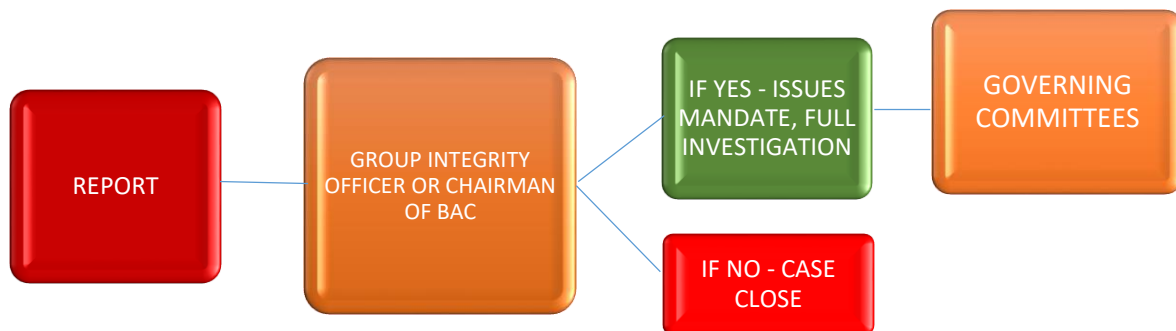 REPORT
GROUP INTEGRITY
OFFICER OR CHAIRMAN
OF BAC
IF YES - ISSUES
MANDATE, FULL
INVESTIGATION
GOVERNING
COMMITTEES
IF NO - CASE
CLOSE